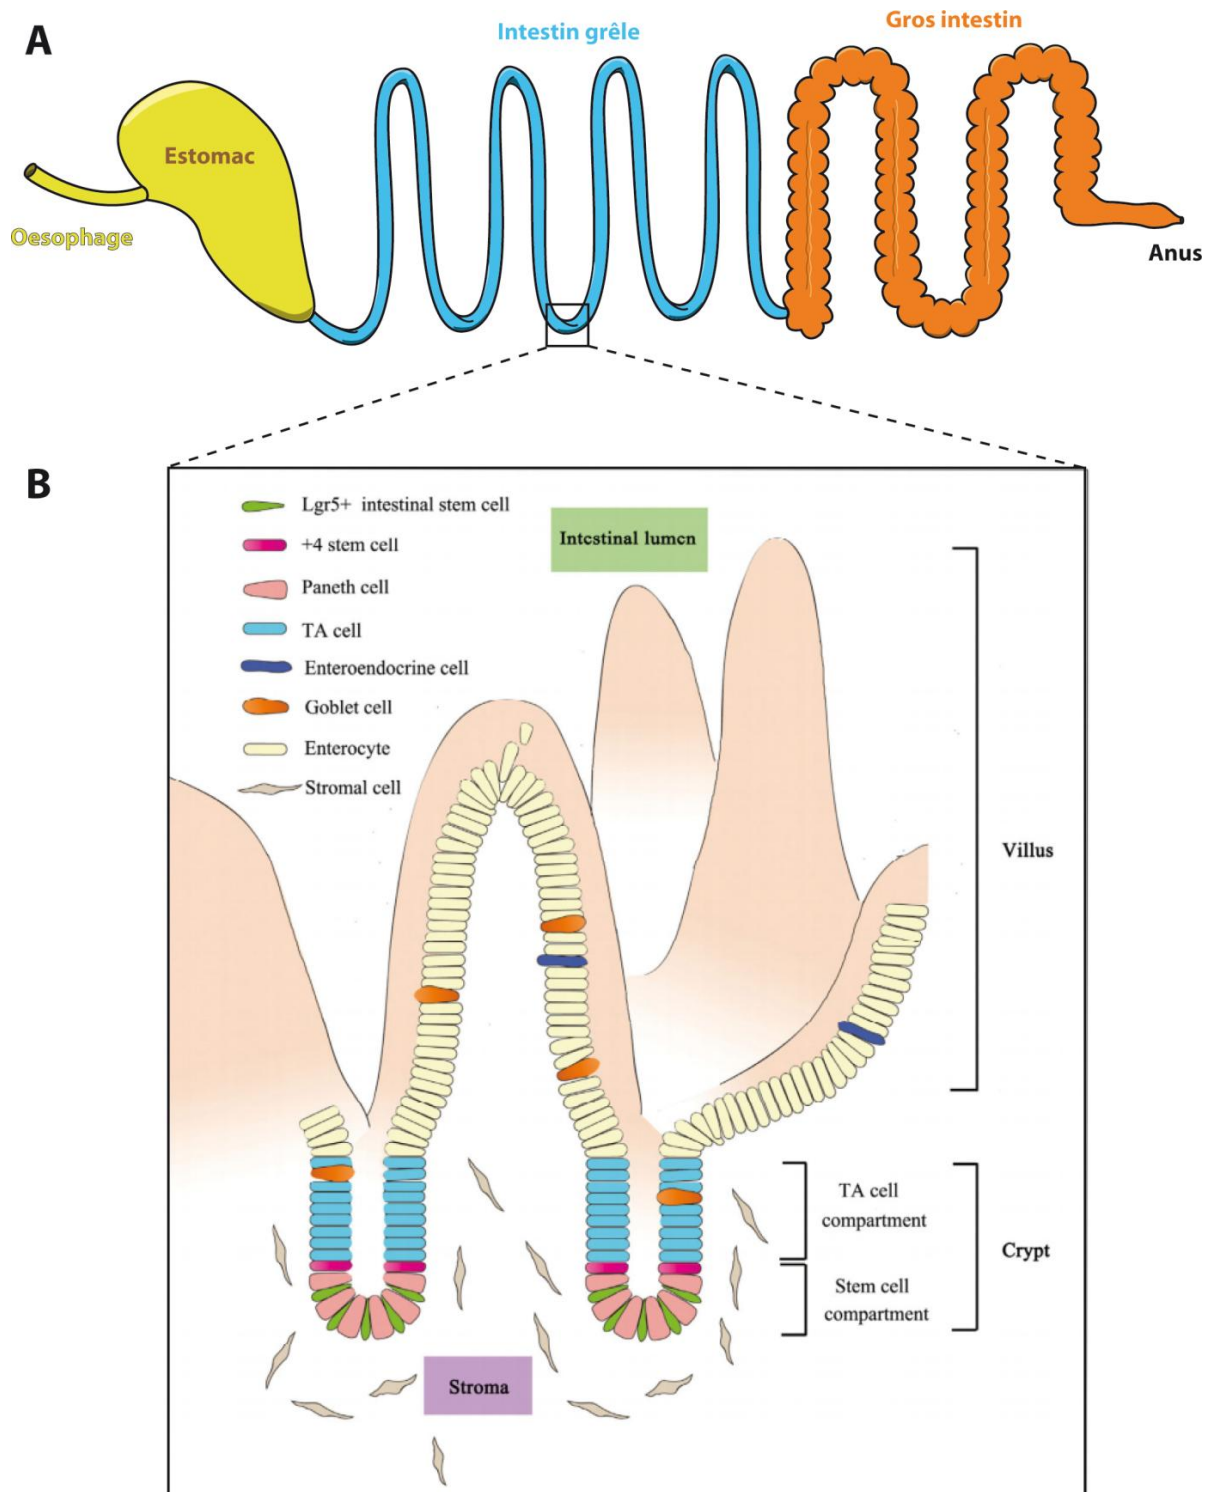 A
Intestin grêle
Gros intestin
Estomac
Oesophage
Anus
B
Lgr5+ intestinal stem cell
+4 stem cell
Paneth cell
TA cell
Enteroendocrine cell
Goblet cell
Enterocyte
Stromal cell
Intestinal lumen
Villus
TA cell
compartment
Crypt
Stem cell
compartment
Stroma